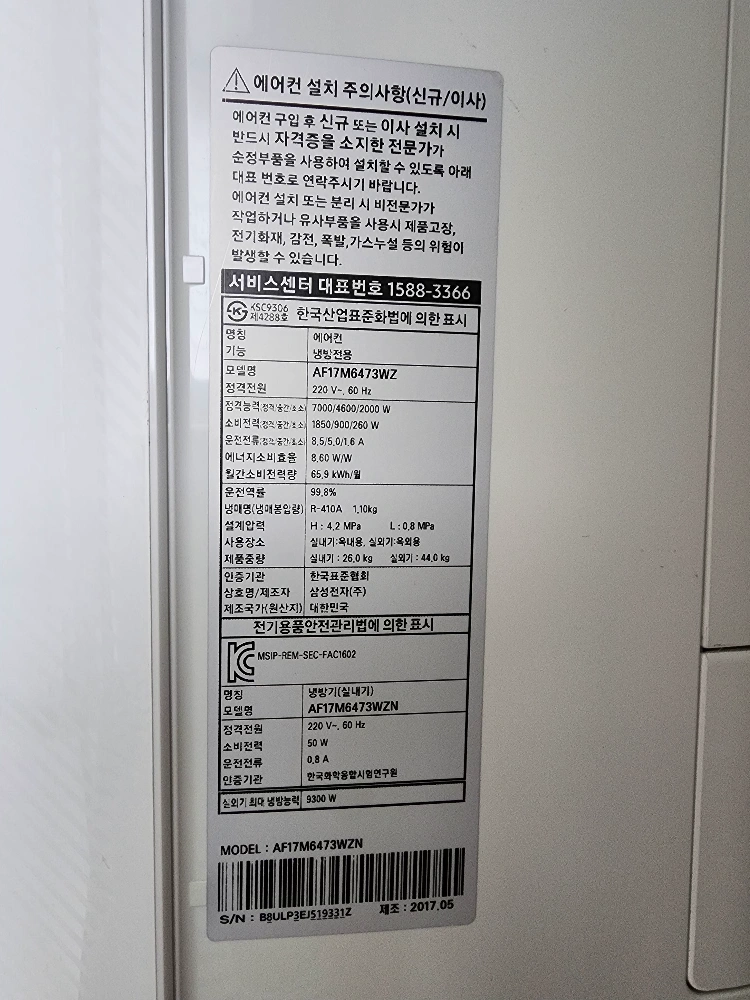 에어컨 설치 주의사항(신규/이사)
에어컨 구입 후 신규 또는 이사 설치 시
반드시 자격증을 소지한 전문가가
순정부품을 사용하여 설치할 수 있도록 아래
대표 번호로 연락주시기 바랍니다.
에어컨 설치 또는 분리 시 비전문가가
작업하거나 유사부품을 사용시 제품고장,
전기화재, 감전, 폭발,가스누설 등의 위험이
발생할 수 있습니다.
서비스센터 대표번호 1588-3366
KSC9306
제4288호 한국산업표준화법에 의한 표시
명칭 에어컨
기능 냉방전용
모델명 AF17M6473WZ
정격전원 220 V~, 60 Hz
정격능력(정격/중간/최소) 7000/4600/2000 W
소비전력(정격/중간/최소) 1850/900/260 W
운전전류(정격/중간/최소) 8.5/5.0/1.6 A
에너지소비효율 8.60 W/W
월간소비전력량 65.9 kWh/월
운전역률 99.8%
냉매명(냉매봉입량) R-410A 1.10kg
설계압력 H : 4.2 MPa L : 0.8 MPa
사용장소 실내기:옥내용, 실외기:옥외용
제품중량 실내기 : 26.0 kg 실외기 : 44.0 kg
인증기관 한국표준협회
상호명/제조자 삼성전자(주)
제조국가(원산지) 대한민국
전기용품안전관리법에 의한 표시
MSIP-REM-SEC-FAC1602
명칭 냉방기(실내기)
모델명 AF17M6473WZN
정격전원 220 V~, 60 Hz
소비전력 50 W
운전전류 0.8 A
인증기관 한국화학융합시험연구원
실외기 최대 냉방능력 9300 W
MODEL : AF17M6473WZN
S/N : B8ULP3EJ519331Z 제조 : 2017.05